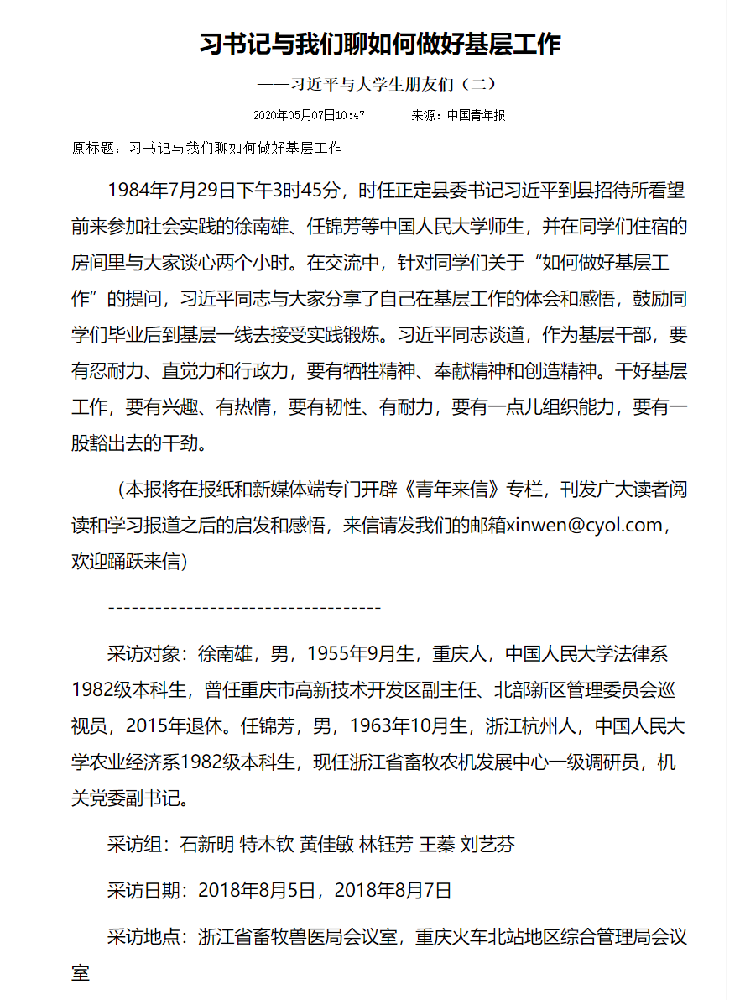 习书记与我们聊如何做好基层工作
——习近平与大学生朋友们（二）
2020年05月07日10:47 来源：中国青年报
原标题：习书记与我们聊如何做好基层工作
1984年7月29日下午3时45分，时任正定县委书记习近平到县招待所看望
前来参加社会实践的徐南雄、任锦芳等中国人民大学师生，并在同学们住宿的
房间里与大家谈心两个小时。在交流中，针对同学们关于“如何做好基层工
作”的提问，习近平同志与大家分享了自己在基层工作的体会和感悟，鼓励同
学们毕业后到基层一线去接受实践锻炼。习近平同志谈道，作为基层干部，要
有忍耐力、直觉力和行政力，要有牺牲精神、奉献精神和创造精神。干好基层
工作，要有兴趣、有热情，要有韧性、有耐力，要有一点儿组织能力，要有一
股豁出去的干劲。
（本报将在报纸和新媒体端专门开辟《青年来信》专栏，刊发广大读者阅
读和学习报道之后的启发和感悟，来信请发我们的邮箱xinwen@cyol.com，
欢迎踊跃来信）
-----------------------------------
采访对象：徐南雄，男，1955年9月生，重庆人，中国人民大学法律系
1982级本科生，曾任重庆市高新技术开发区副主任、北部新区管理委员会巡
视员，2015年退休。任锦芳，男，1963年10月生，浙江杭州人，中国人民大
学农业经济系1982级本科生，现任浙江省畜牧农机发展中心一级调研员，机
关党委副书记。
采访组：石新明 特木钦 黄佳敏 林钰芳 王蓁 刘艺芬
采访日期：2018年8月5日，2018年8月7日
采访地点：浙江省畜牧兽医局会议室，重庆火车北站地区综合管理局会议
室